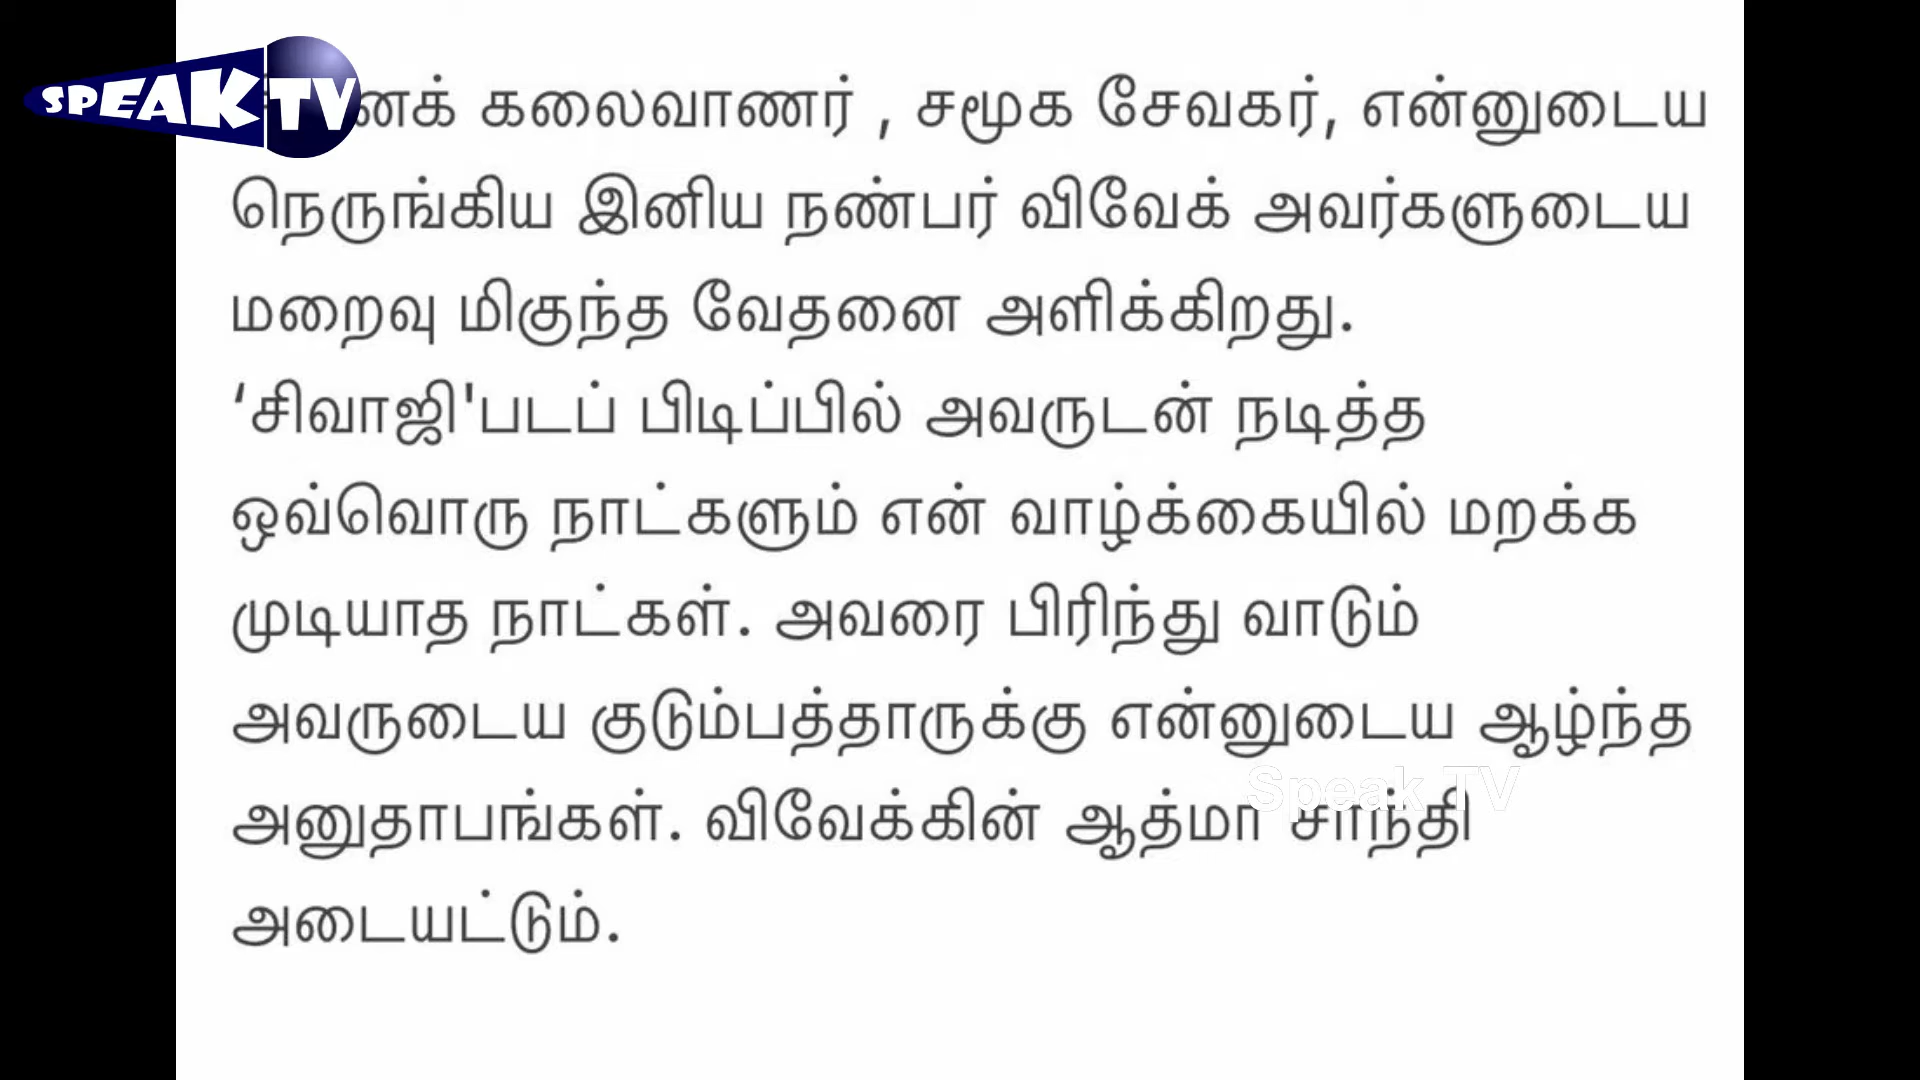 SPEAK TV
கலைவாணர் , சமூக சேவகர், என்னுடைய
நெருங்கிய இனிய நண்பர் விவேக் அவர்களுடைய
மறைவு மிகுந்த வேதனை அளிக்கிறது.
‘சிவாஜி'படப் பிடிப்பில் அவருடன் நடித்த
ஒவ்வொரு நாட்களும் என் வாழ்க்கையில் மறக்க
முடியாத நாட்கள். அவரை பிரிந்து வாடும்
அவருடைய குடும்பத்தாருக்கு என்னுடைய ஆழ்ந்த
Speak TV
அனுதாபங்கள். விவேக்கின் ஆத்மா சாந்தி
அடையட்டும்.